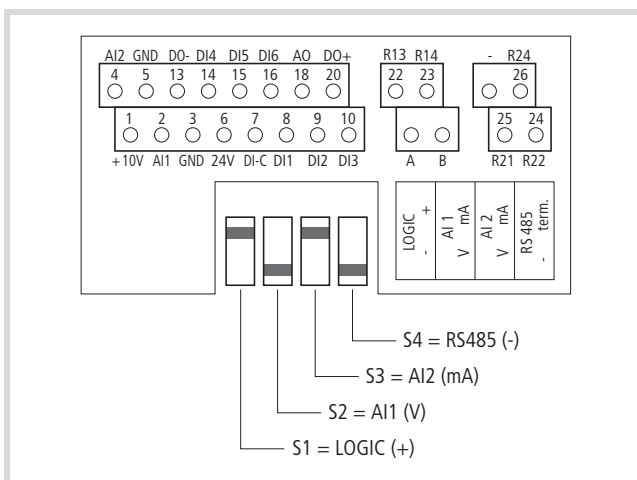 AI2 GND DO- DI4 DI5 DI6 AO DO+
4 5 13 14 15 16 18 20
1 2 3 6 7 8 9 10
+10V AI1 GND 24V DI-C DI1 DI2 DI3
R13 R14
22 23
A B
- R24
26
25 24
R21 R22
LOGIC
- +
AI 1
V mA
AI 2
V mA
RS 485
- term.
S4 = RS485 (-)
S3 = AI2 (mA)
S2 = AI1 (V)
S1 = LOGIC (+)